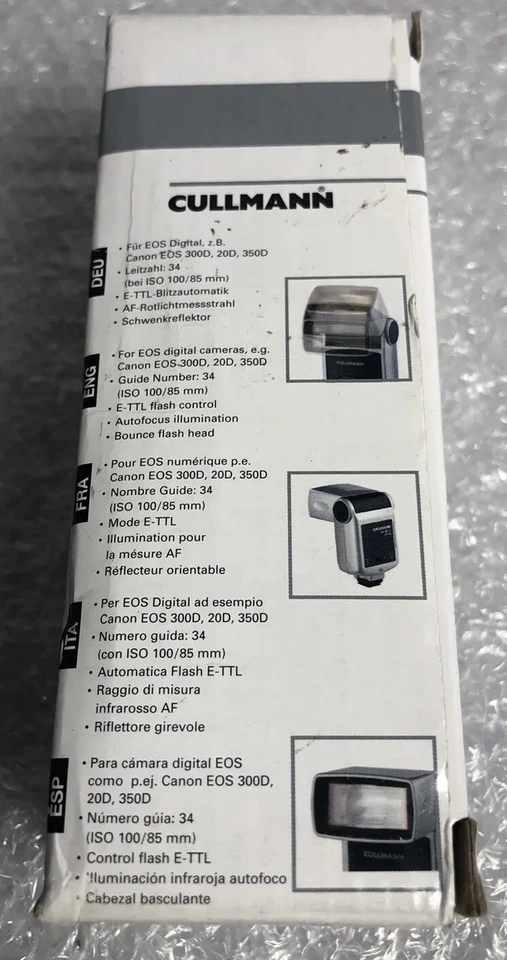 CULLMANN®
DEU
• Für EOS Digital, z.B.
Canon EOS 300D, 20D, 350D
• Leitzahl: 34
(bei ISO 100/85 mm)
• E-TTL-Blitzautomatik
• AF-Rotlichtmessstrahl
• Schwenkreflektor
ENG
• For EOS digital cameras, e.g.
Canon EOS 300D, 20D, 350D
• Guide Number: 34
(ISO 100/85 mm)
• E-TTL flash control
• Autofocus illumination
• Bounce flash head
FRA
• Pour EOS numérique p.e.
Canon EOS 300D, 20D, 350D
• Nombre Guide: 34
(ISO 100/85 mm)
• Mode E-TTL
• Illumination pour
la mésure AF
• Réflecteur orientable
ITA
• Per EOS Digital ad esempio
Canon EOS 300D, 20D, 350D
• Numero guida: 34
(con ISO 100/85 mm)
• Automatica Flash E-TTL
• Raggio di misura
infrarosso AF
• Riflettore girevole
ESP
• Para cámara digital EOS
como p.ej. Canon EOS 300D,
20D, 350D
• Número gúia: 34
(ISO 100/85 mm)
• Control flash E-TTL
• Iluminación infraroja autofoco
• Cabezal basculante
CULLMANN
CULLMANN
CULLMANN